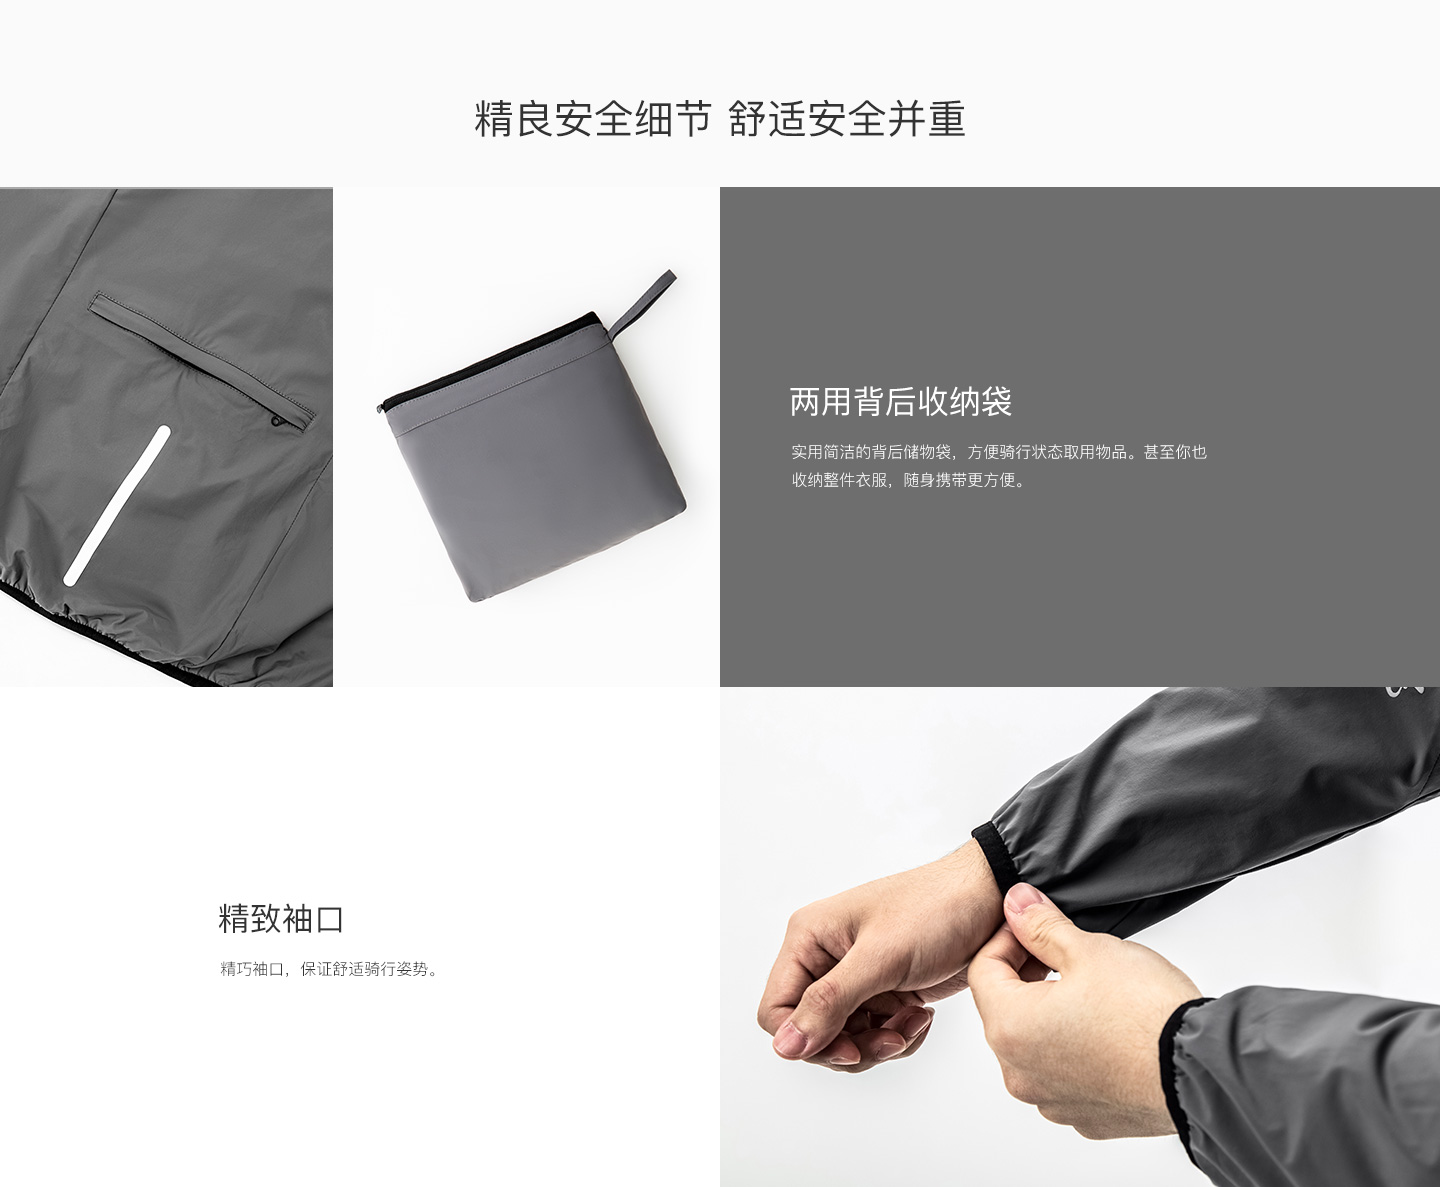 精良安全细节 舒适安全并重
两用背后收纳袋
实用简洁的背后储物袋，方便骑行状态取用物品。甚至你也
收纳整件衣服，随身携带更方便。
精致袖口
精巧袖口，保证舒适骑行姿势。